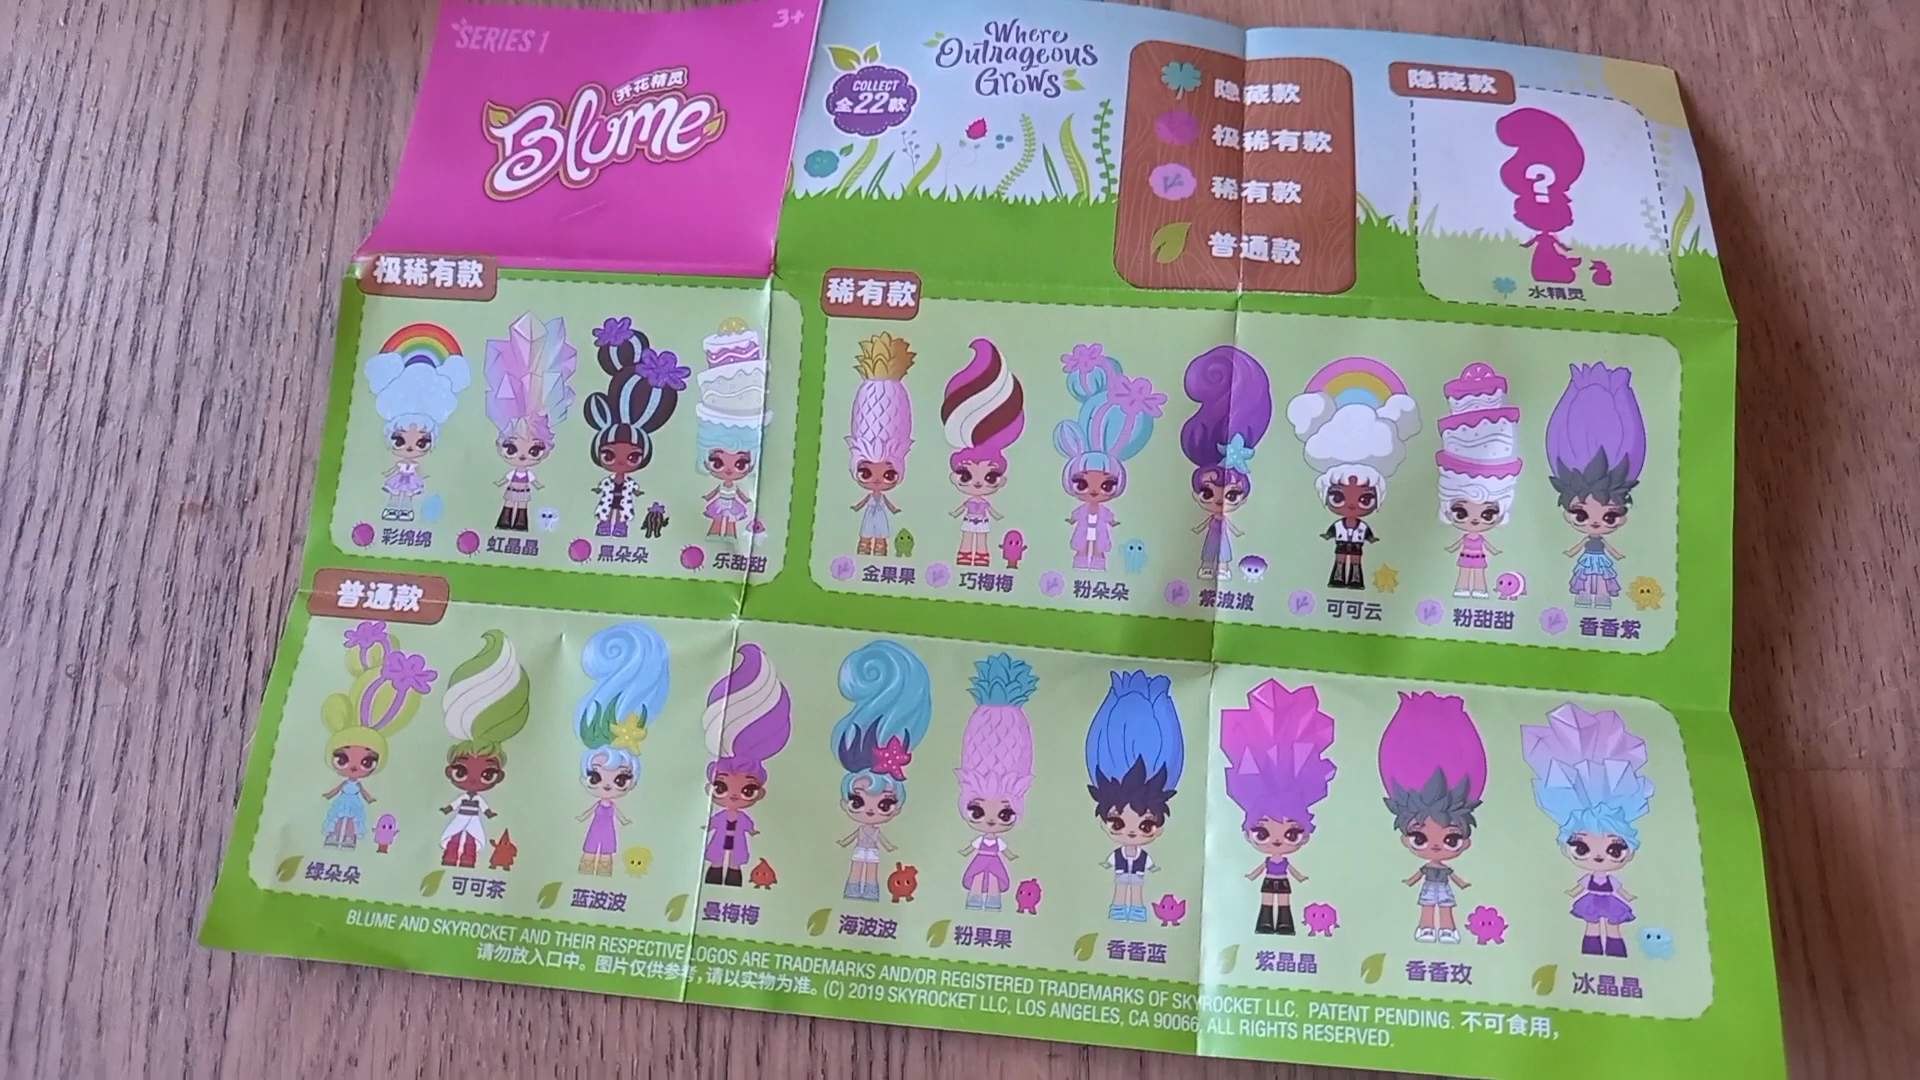 SERIES 1
3+
开花精灵
Blume
COLLECT
全22款
Where
Outrageous
Grows
隐藏款
极稀有款
稀有款
普通款
隐藏款
?
水精灵
极稀有款
彩绵绵
虹晶晶
黑朵朵
乐甜甜
稀有款
金果果
巧梅梅
粉朵朵
紫波波
可可云
粉甜甜
香香紫
普通款
绿朵朵
可可茶
蓝波波
曼梅梅
海波波
粉果果
香香蓝
紫晶晶
香香玫
冰晶晶
BLUME AND SKYROCKET AND THEIR RESPECTIVE LOGOS ARE TRADEMARKS AND/OR REGISTERED TRADEMARKS OF SKYROCKET LLC. PATENT PENDING. 不可食用，
请勿放入口中。图片仅供参考，请以实物为准。(C) 2019 SKYROCKET LLC, LOS ANGELES, CA 90066, ALL RIGHTS RESERVED.